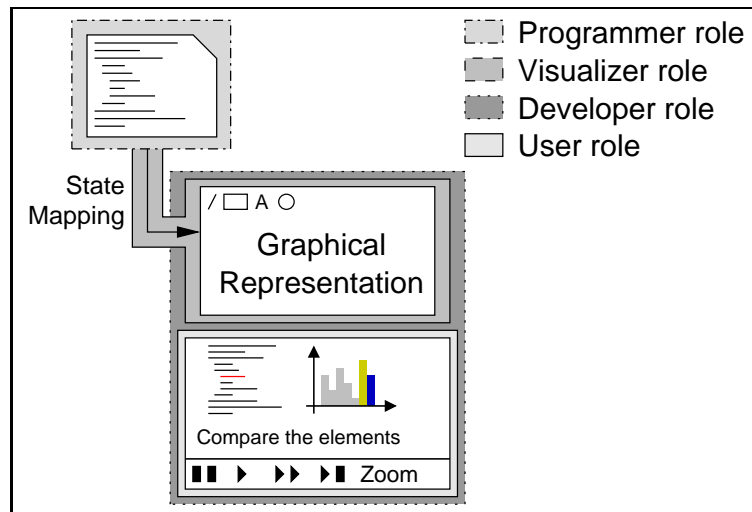 Programmer role
Visualizer role
Developer role
User role
State
Mapping
A
Graphical
Representation
Compare the elements
Zoom